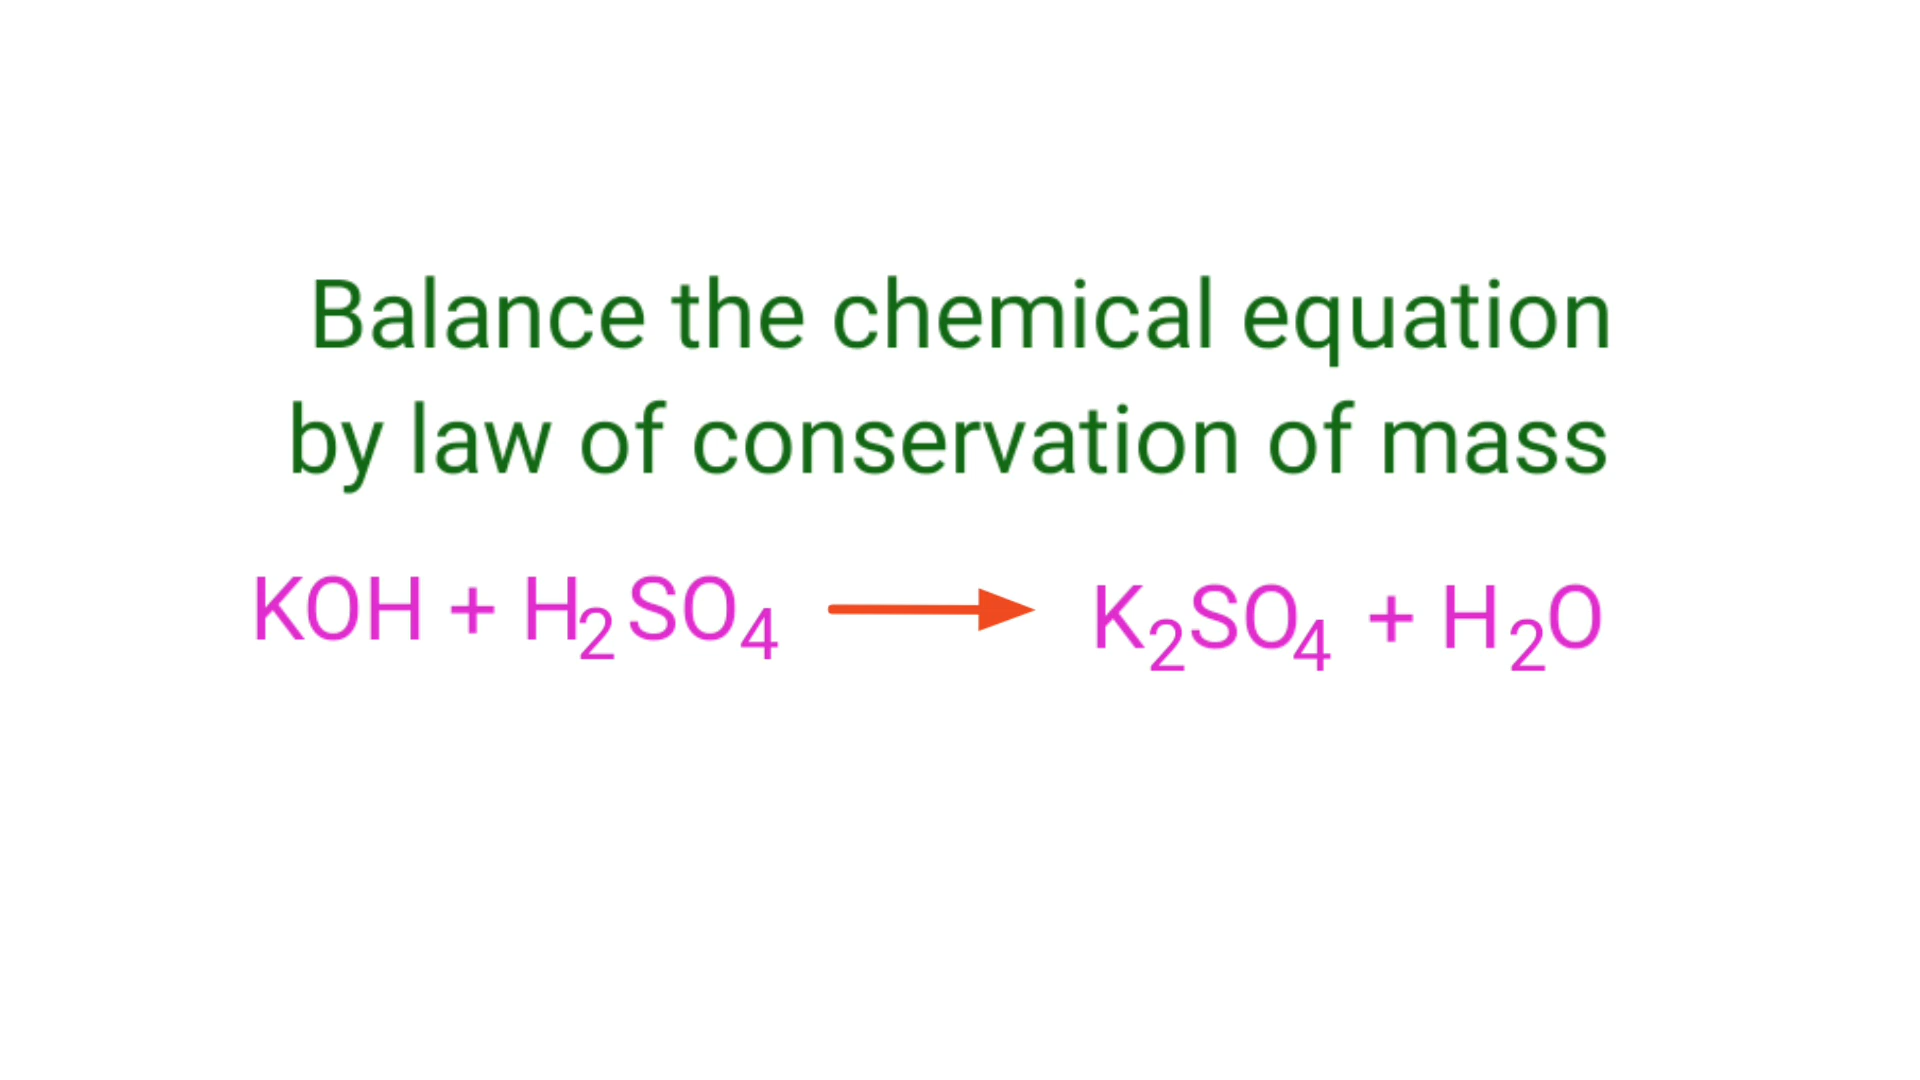 Balance the chemical equation
by law of conservation of mass
KOH + H₂SO₄ ⟶ K₂SO₄ + H₂O